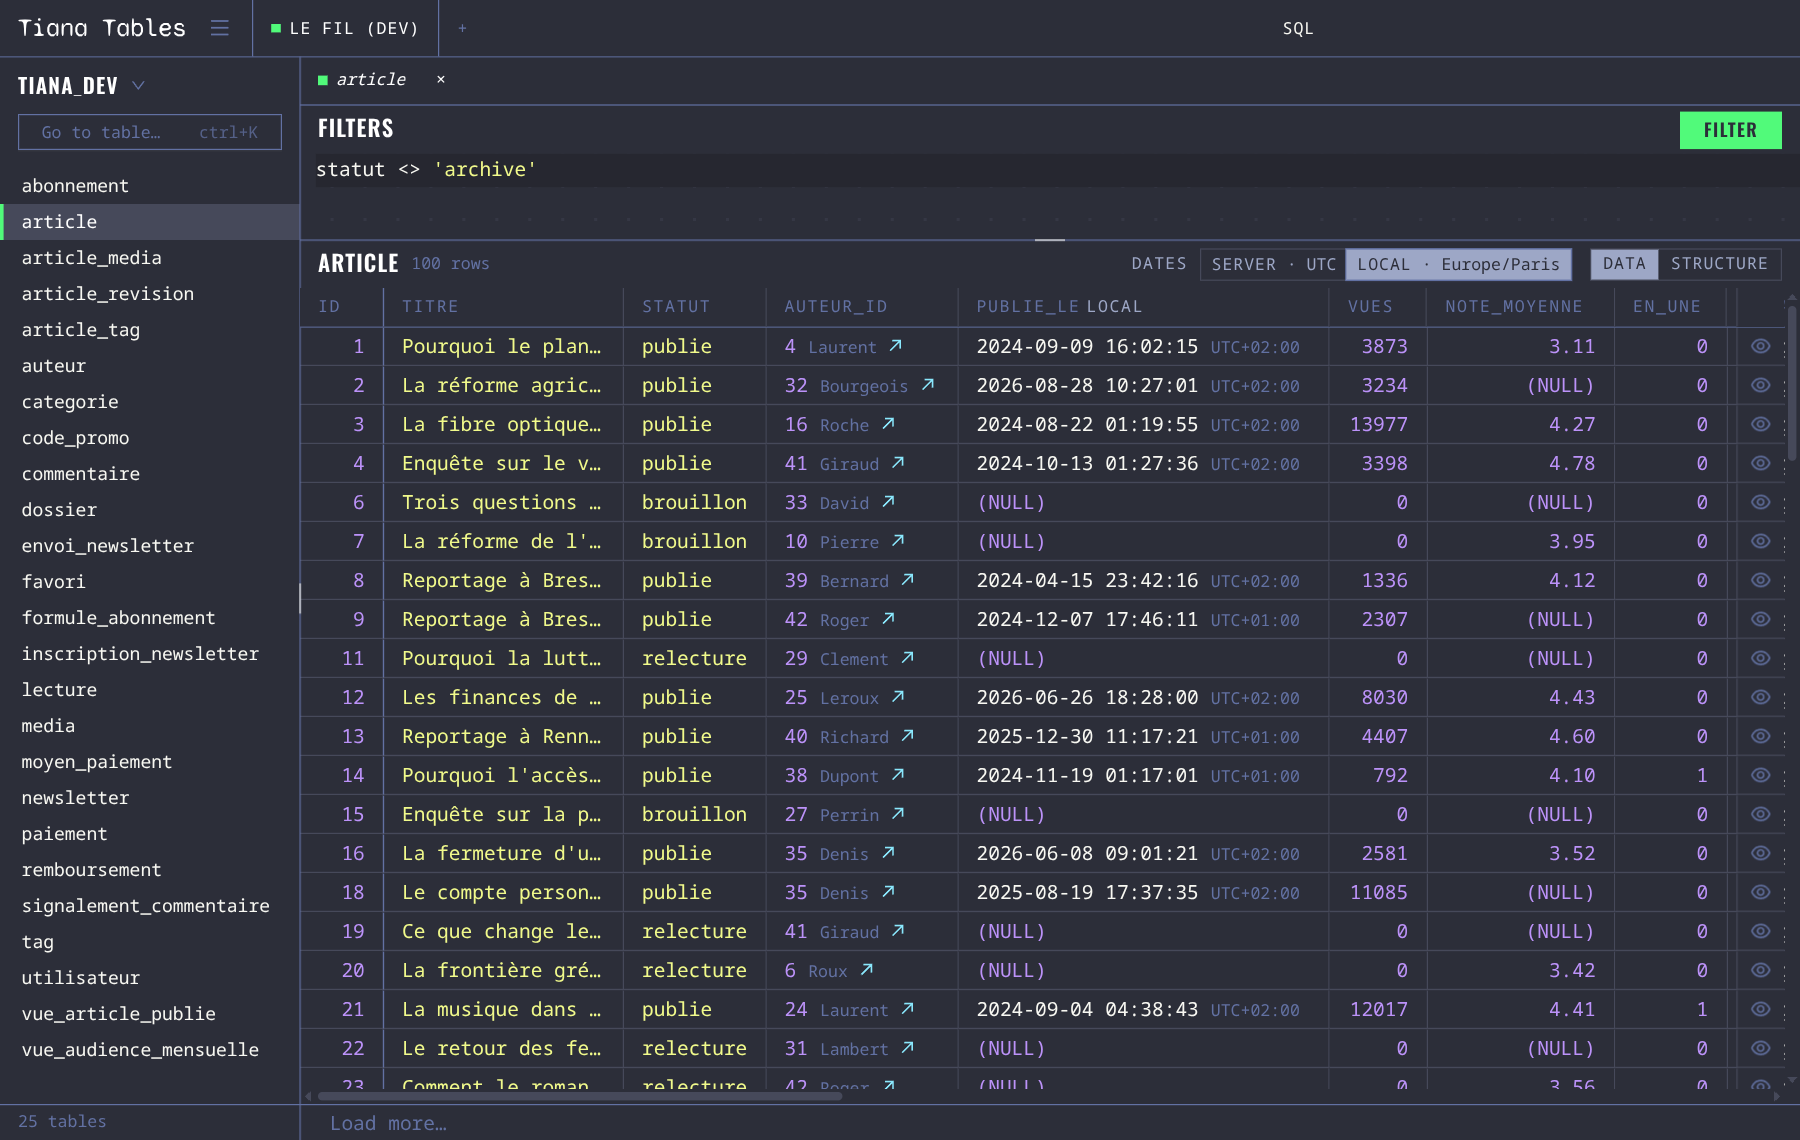 Tiana Tables
LE FIL (DEV)
+
SQL
TIANA_DEV
Go to table… ctrl+K
abonnement
article
article_media
article_revision
article_tag
auteur
categorie
code_promo
commentaire
dossier
envoi_newsletter
favori
formule_abonnement
inscription_newsletter
lecture
media
moyen_paiement
newsletter
paiement
remboursement
signalement_commentaire
tag
utilisateur
vue_article_publie
vue_audience_mensuelle
25 tables
article ×
FILTERS
FILTER
statut <> 'archive'
ARTICLE 100 rows
DATES SERVER · UTC LOCAL · Europe/Paris DATA STRUCTURE
ID TITRE STATUT AUTEUR_ID PUBLIE_LE LOCAL VUES NOTE_MOYENNE EN_UNE
1 Pourquoi le plan… publie 4 Laurent 2024-09-09 16:02:15 UTC+02:00 3873 3.11 0
2 La réforme agric… publie 32 Bourgeois 2026-08-28 10:27:01 UTC+02:00 3234 (NULL) 0
3 La fibre optique… publie 16 Roche 2024-08-22 01:19:55 UTC+02:00 13977 4.27 0
4 Enquête sur le v… publie 41 Giraud 2024-10-13 01:27:36 UTC+02:00 3398 4.78 0
6 Trois questions … brouillon 33 David (NULL) 0 (NULL) 0
7 La réforme de l'… brouillon 10 Pierre (NULL) 0 3.95 0
8 Reportage à Bres… publie 39 Bernard 2024-04-15 23:42:16 UTC+02:00 1336 4.12 0
9 Reportage à Bres… publie 42 Roger 2024-12-07 17:46:11 UTC+01:00 2307 (NULL) 0
11 Pourquoi la lutt… relecture 29 Clement (NULL) 0 (NULL) 0
12 Les finances de … publie 25 Leroux 2026-06-26 18:28:00 UTC+02:00 8030 4.43 0
13 Reportage à Renn… publie 40 Richard 2025-12-30 11:17:21 UTC+01:00 4407 4.60 0
14 Pourquoi l'accès… publie 38 Dupont 2024-11-19 01:17:01 UTC+01:00 792 4.10 1
15 Enquête sur la p… brouillon 27 Perrin (NULL) 0 (NULL) 0
16 La fermeture d'u… publie 35 Denis 2026-06-08 09:01:21 UTC+02:00 2581 3.52 0
18 Le compte person… publie 35 Denis 2025-08-19 17:37:35 UTC+02:00 11085 (NULL) 0
19 Ce que change le… relecture 41 Giraud (NULL) 0 (NULL) 0
20 La frontière gré… relecture 6 Roux (NULL) 0 3.42 0
21 La musique dans … publie 24 Laurent 2024-09-04 04:38:43 UTC+02:00 12017 4.41 1
22 Le retour des fe… relecture 31 Lambert (NULL) 0 (NULL) 0
23 Comment le roman… relecture 42 Roger (NULL) 0 3.56 0
Load more…